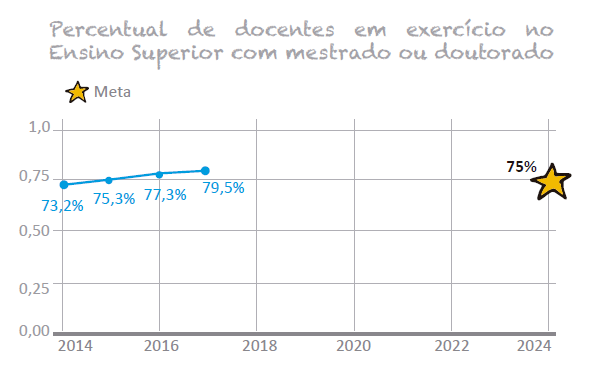 Percentual de docentes em exercício no
Ensino Superior com mestrado ou doutorado
Meta
1,0
0,75
0,50
0,25
0,00
73,2%
75,3%
77,3%
79,5%
75%
2014 2016 2018 2020 2022 2024